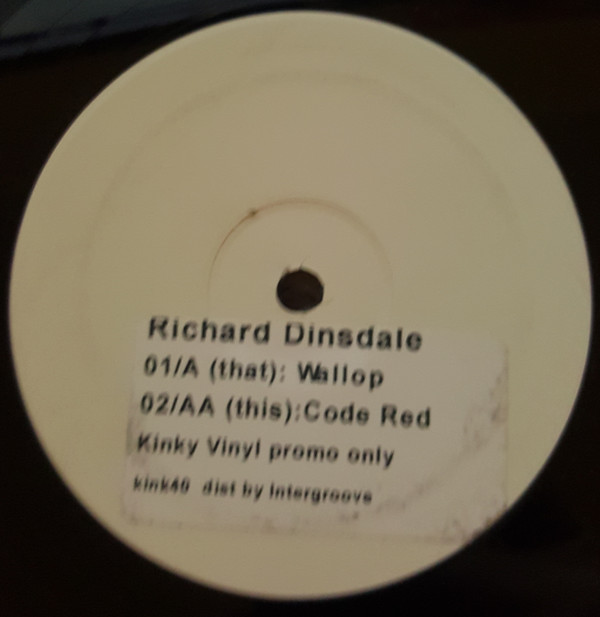 Richard Dinsdale
01/A (that): Wallop
02/AA (this):Code Red
Kinky Vinyl promo only
kink40 dist by Intergroove